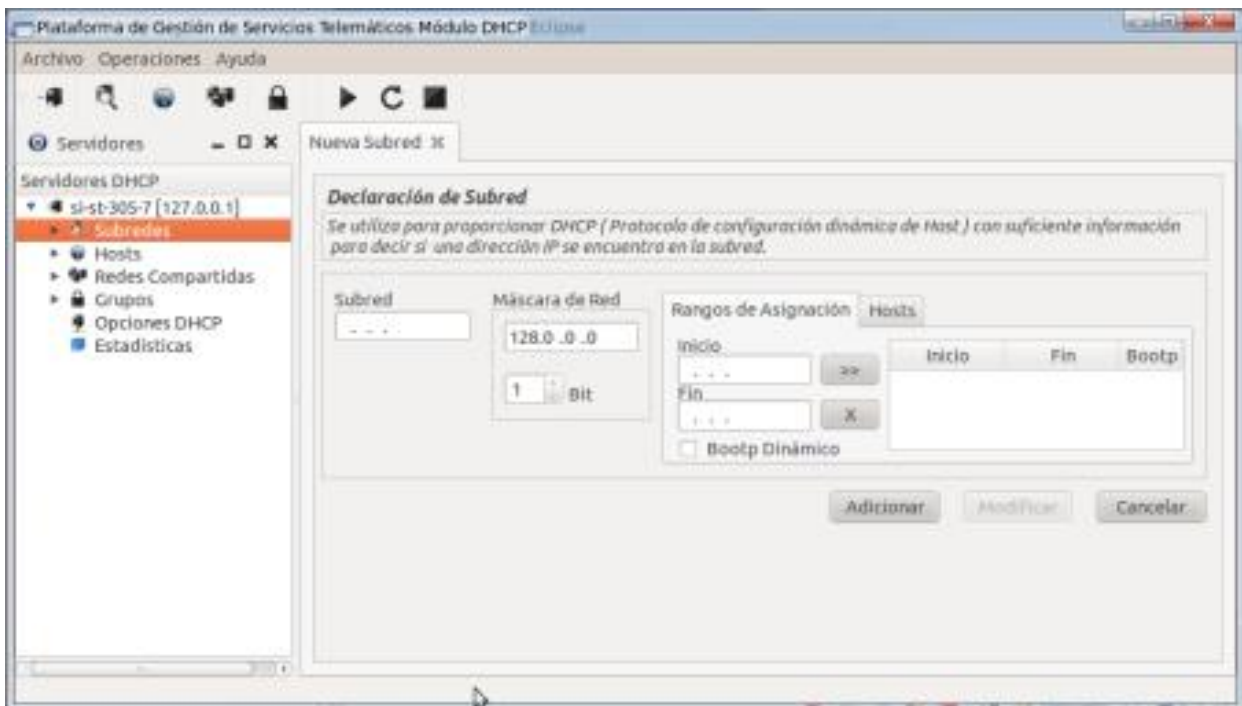 Plataforma de Gestión de Servicios Telemáticos Módulo DHCP Eclipse
Archivo Operaciones Ayuda
Servidores
Nueva Subred
Servidores DHCP
si-st-305-7 [127.0.0.1]
Subredes
Hosts
Redes Compartidas
Grupos
Opciones DHCP
Estadísticas
Declaración de Subred
Se utiliza para proporcionar DHCP ( Protocolo de configuración dinámica de Host ) con suficiente información
para decir si una dirección IP se encuentra en la subred.
Subred
. . .
Máscara de Red
128.0 .0 .0
1 Bit
Rangos de Asignación Hosts
Inicio
. . . >>
Fin
. . . X
Bootp Dinámico
Inicio Fin Bootp
Adicionar Modificar Cancelar